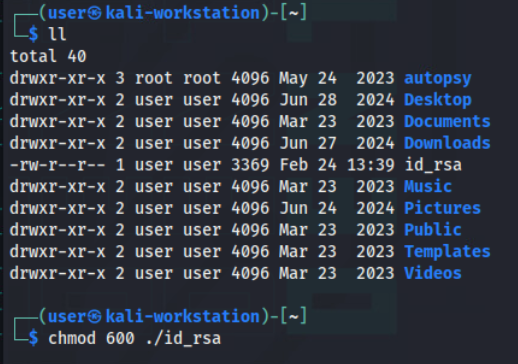 ┌──(user㉿kali-workstation)-[~]
└─$ ll
total 40
drwxr-xr-x 3 root root 4096 May 24  2023 autopsy
drwxr-xr-x 2 user user 4096 Jun 28  2024 Desktop
drwxr-xr-x 2 user user 4096 Mar 23  2023 Documents
drwxr-xr-x 2 user user 4096 Jun 27  2024 Downloads
-rw-r--r-- 1 user user 3369 Feb 24 13:39 id_rsa
drwxr-xr-x 2 user user 4096 Mar 23  2023 Music
drwxr-xr-x 2 user user 4096 Jun 24  2024 Pictures
drwxr-xr-x 2 user user 4096 Mar 23  2023 Public
drwxr-xr-x 2 user user 4096 Mar 23  2023 Templates
drwxr-xr-x 2 user user 4096 Mar 23  2023 Videos
┌──(user㉿kali-workstation)-[~]
└─$ chmod 600 ./id_rsa